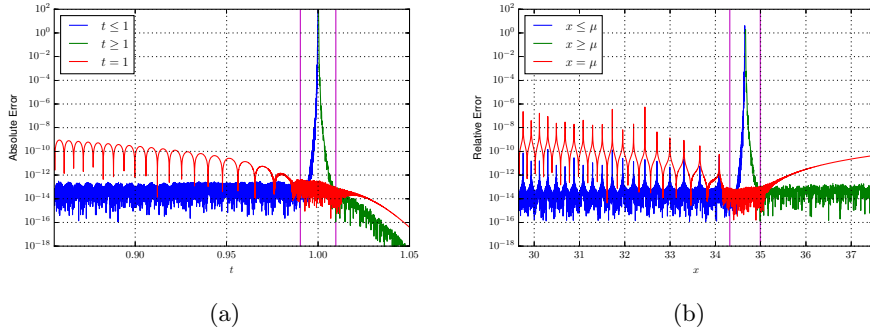 10^2
10^0
10^{-2}
10^{-4}
10^{-6}
10^{-8}
10^{-10}
10^{-12}
10^{-14}
10^{-16}
10^{-18}
Absolute Error
t ≤ 1
t ≥ 1
t = 1
0.90 0.95 1.00 1.05
t
(a)
10^2
10^0
10^{-2}
10^{-4}
10^{-6}
10^{-8}
10^{-10}
10^{-12}
10^{-14}
10^{-16}
10^{-18}
Relative Error
x ≤ μ
x ≥ μ
x = μ
30 31 32 33 34 35 36 37
x
(b)